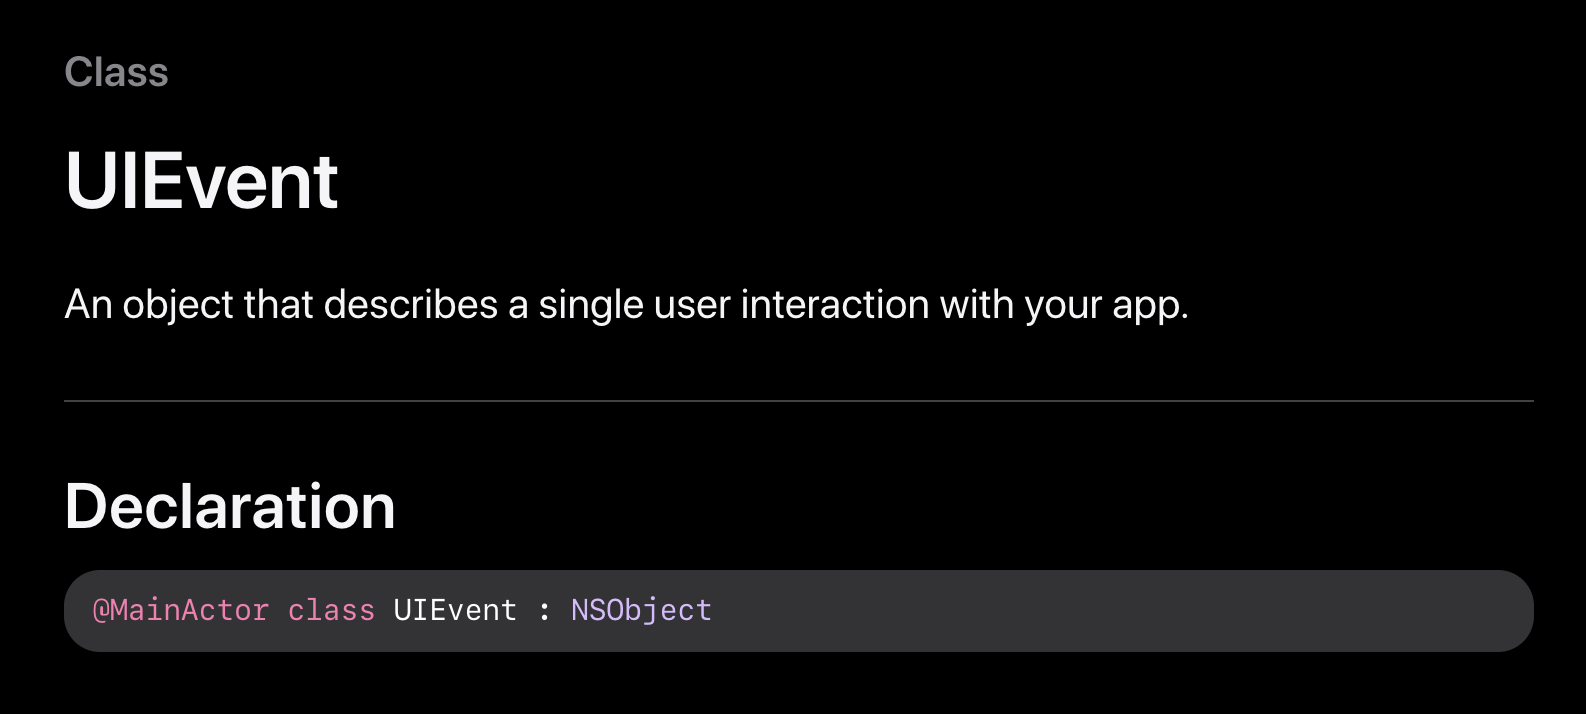 Class
UIEvent
An object that describes a single user interaction with your app.
Declaration
@MainActor class UIEvent : NSObject